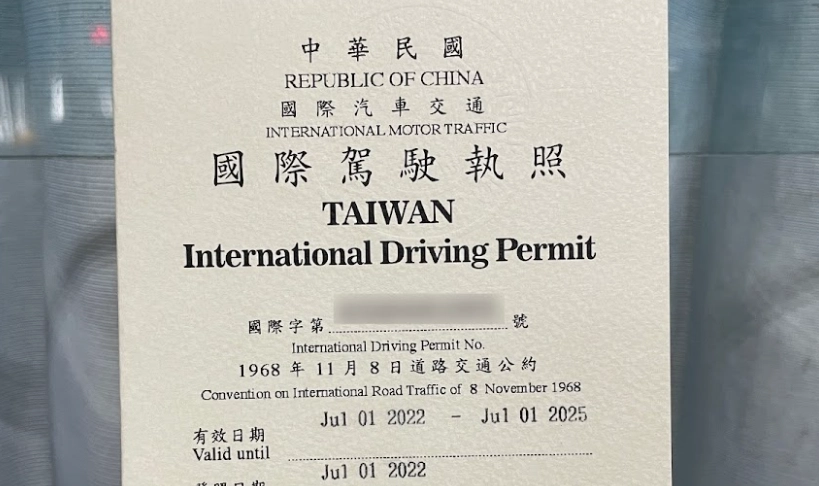 中華民國
REPUBLIC OF CHINA
國際汽車交通
INTERNATIONAL MOTOR TRAFFIC
國際駕駛執照
TAIWAN
International Driving Permit
國際字第 號
International Driving Permit No.
1968 年 11 月 8 日道路交通公約
Convention on International Road Traffic of 8 November 1968
Jul 01 2022 - Jul 01 2025
有效日期
Valid until
Jul 01 2022